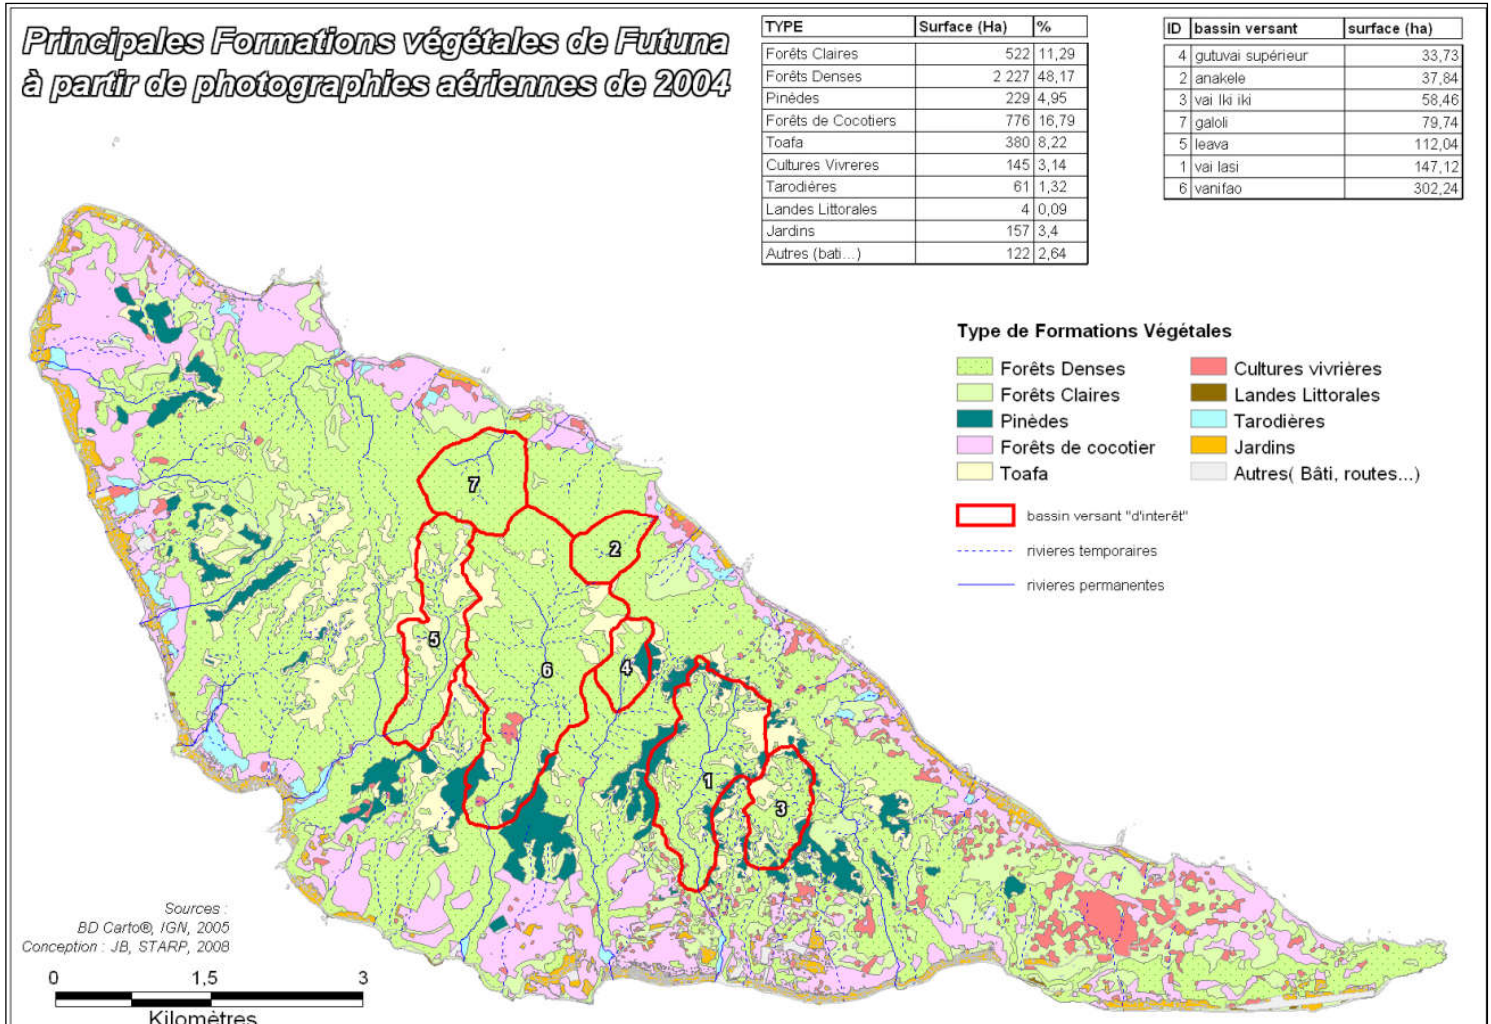 Principales Formations végétales de Futuna
à partir de photographies aériennes de 2004
TYPE Surface (Ha) %
Forêts Claires 522 11,29
Forêts Denses 2 227 48,17
Pinèdes 229 4,95
Forêts de Cocotiers 776 16,79
Toafa 380 8,22
Cultures Vivreres 145 3,14
Tarodiéres 61 1,32
Landes Littorales 4 0,09
Jardins 157 3,4
Autres (bati...) 122 2,64
ID bassin versant surface (ha)
4 gutuvai supérieur 33,73
2 anakele 37,84
3 vai Iki iki 58,46
7 galoli 79,74
5 leava 112,04
1 vai lasi 147,12
6 vanifao 302,24
Type de Formations Végétales
Forêts Denses
Forêts Claires
Pinèdes
Forêts de cocotier
Toafa
Cultures vivrières
Landes Littorales
Tarodières
Jardins
Autres( Bâti, routes...)
bassin versant "d'interêt"
rivieres temporaires
rivieres permanentes
7
2
5
6
4
1
3
Sources :
BD Carto®, IGN, 2005
Conception : JB, STARP, 2008
0 1,5 3
Kilomètres